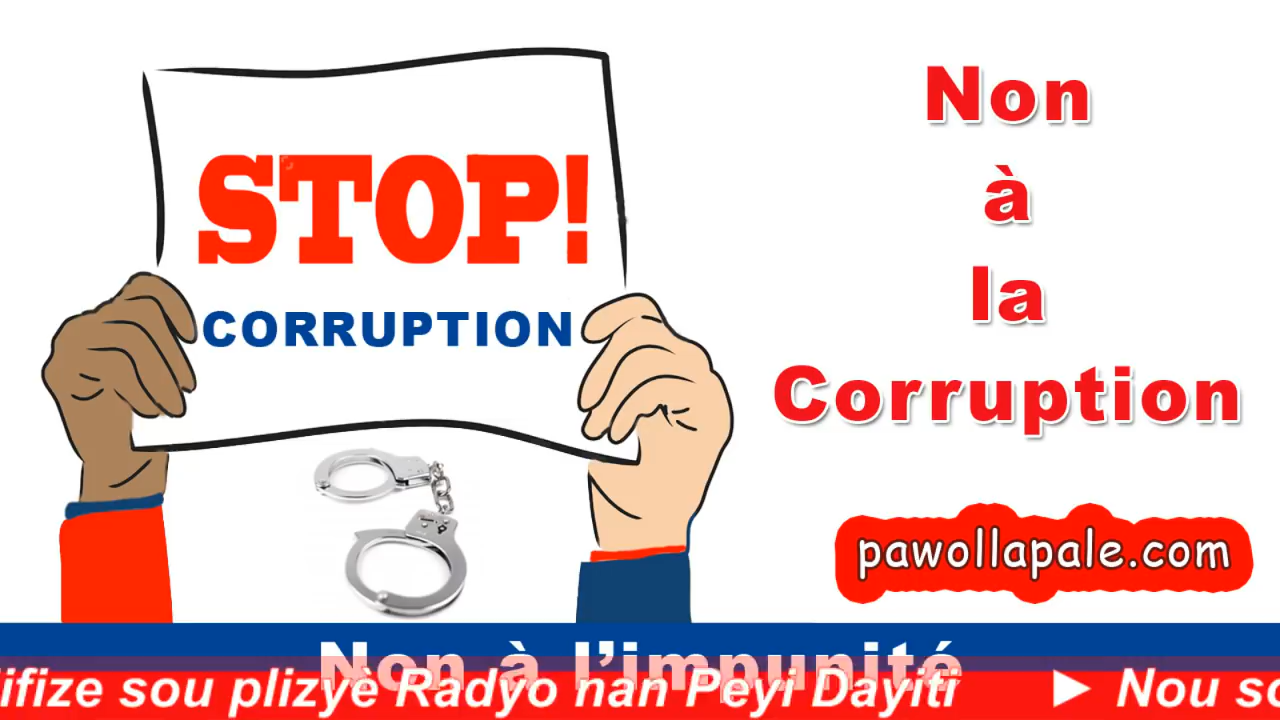 STOP!
CORRUPTION
Non
à
la
Corruption
pawollapale.com
Non à l'impunité
sou plizyè Radyo nan Peyi Dayiti ► Nou